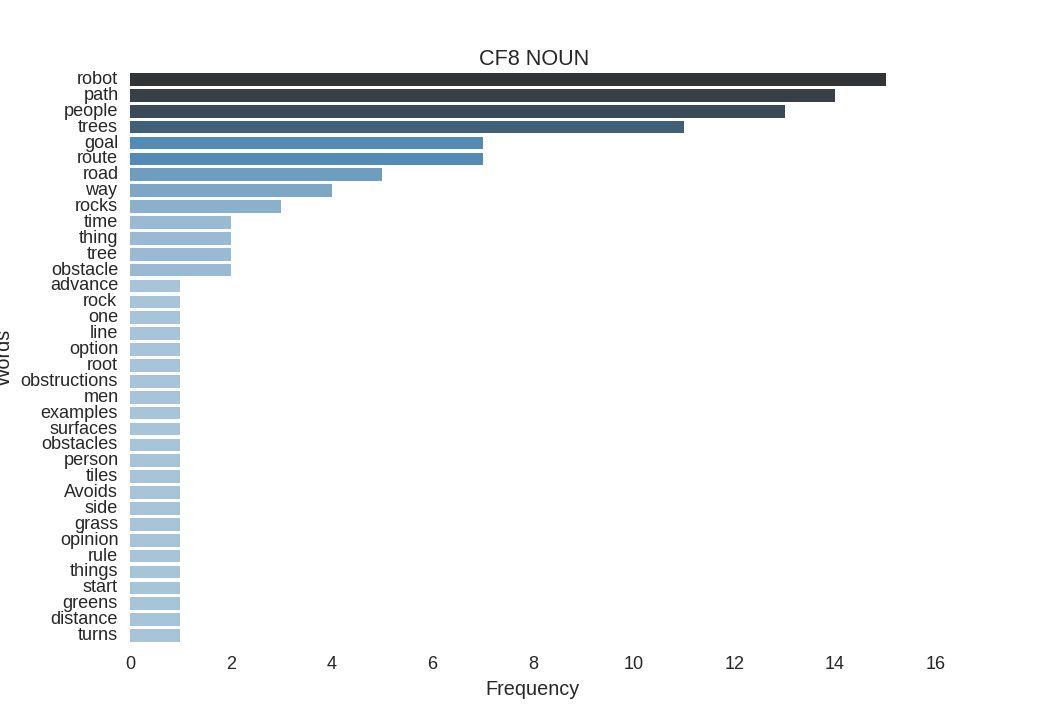 CF8 NOUN
robot
path
people
trees
goal
route
road
way
rocks
time
thing
tree
obstacle
advance
rock
one
line
option
root
obstructions
men
examples
surfaces
obstacles
person
tiles
Avoids
side
grass
opinion
rule
things
start
greens
distance
turns
Words
0 2 4 6 8 10 12 14 16
Frequency